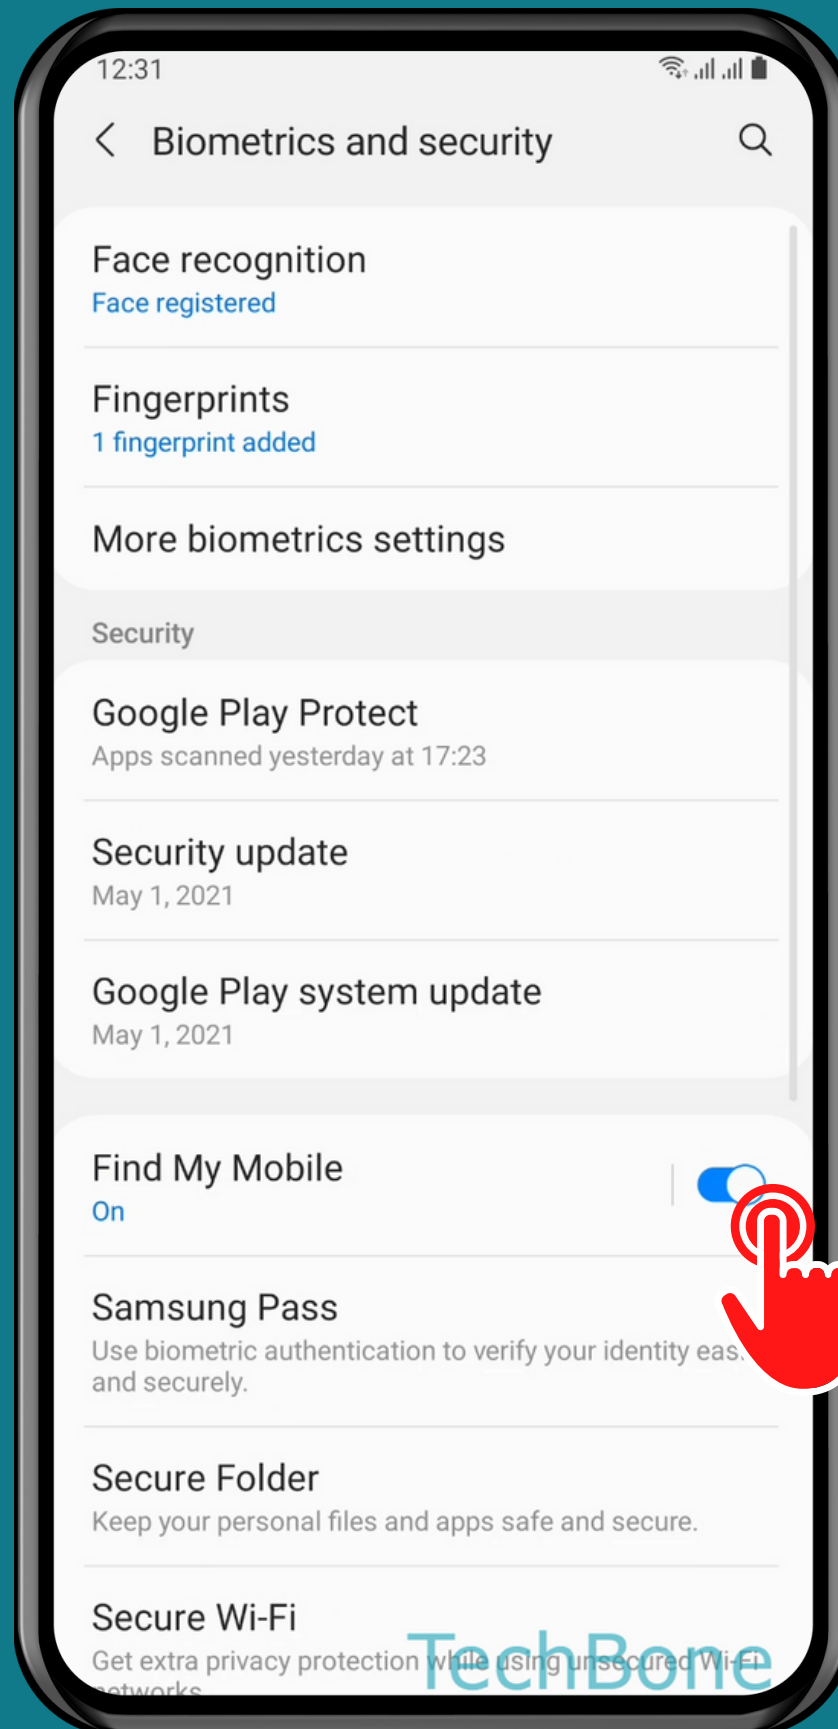 12:31
Biometrics and security
Face recognition
Face registered
Fingerprints
1 fingerprint added
More biometrics settings
Security
Google Play Protect
Apps scanned yesterday at 17:23
Security update
May 1, 2021
Google Play system update
May 1, 2021
Find My Mobile
On
Samsung Pass
Use biometric authentication to verify your identity eas
and securely.
Secure Folder
Keep your personal files and apps safe and secure.
Secure Wi-Fi
Get extra privacy protection while using unsecured Wi-Fi
networks
TechBone